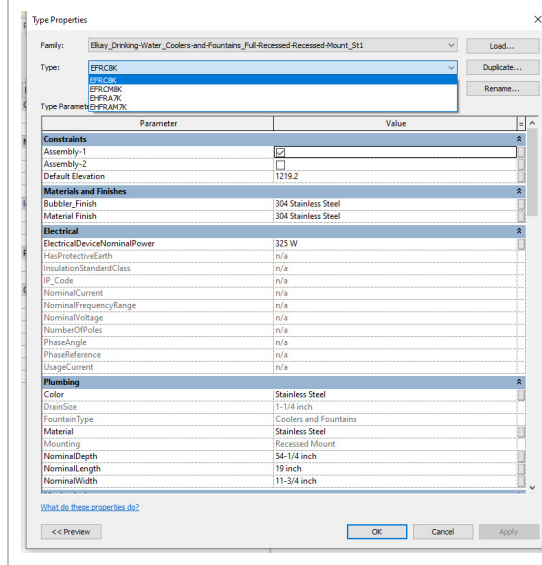 Type Properties
Family: Elkay_Drinking-Water_Coolers-and-Fountains_Full-Recessed-Recessed-Mount_St1 Load...
Type: EFRC8K Duplicate...
EFRC8K
EFRCM8K
EHFRA7K
EHFRAM7K
Rename...
Type Paramet
Parameter Value =
Constraints
Assembly-1
Assembly-2
Default Elevation 1219.2
Materials and Finishes
Bubbler_Finish 304 Stainless Steel
Material Finish 304 Stainless Steel
Electrical
ElectricalDeviceNominalPower 325 W
HasProtectiveEarth n/a
InsulationStandardClass n/a
IP_Code n/a
NominalCurrent n/a
NominalFrequencyRange n/a
NominalVoltage n/a
NumberOfPoles n/a
PhaseAngle n/a
PhaseReference n/a
UsageCurrent n/a
Plumbing
Color Stainless Steel
DrainSize 1-1/4 inch
FountainType Coolers and Fountains
Material Stainless Steel
Mounting Recessed Mount
NominalDepth 54-1/4 inch
NominalLength 19 inch
NominalWidth 11-3/4 inch
What do these properties do?
<< Preview OK Cancel Apply